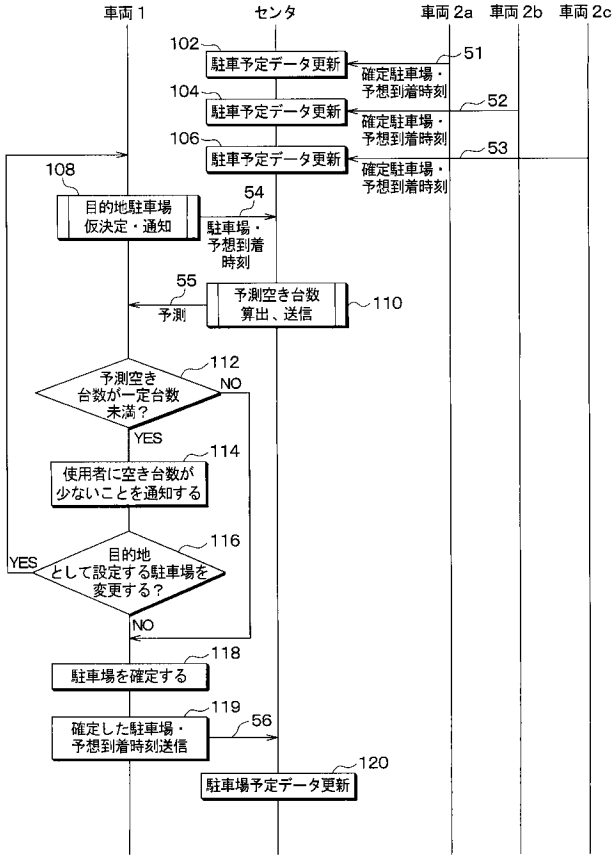 車両1
センタ
車両2a
車両2b
車両2c
102
駐車予定データ更新
51
確定駐車場・
予想到着時刻
104
駐車予定データ更新
52
確定駐車場・
予想到着時刻
106
駐車予定データ更新
53
確定駐車場・
予想到着時刻
108
目的地駐車場
仮決定・通知
54
駐車場・
予想到着
時刻
55
予測
予測空き台数
算出、送信
110
112
予測空き
台数が一定台数
未満?
NO
YES
114
使用者に空き台数が
少ないことを通知する
116
目的地
として設定する駐車場を
変更する?
YES
NO
118
駐車場を確定する
119
確定した駐車場・
予想到着時刻送信
56
120
駐車場予定データ更新